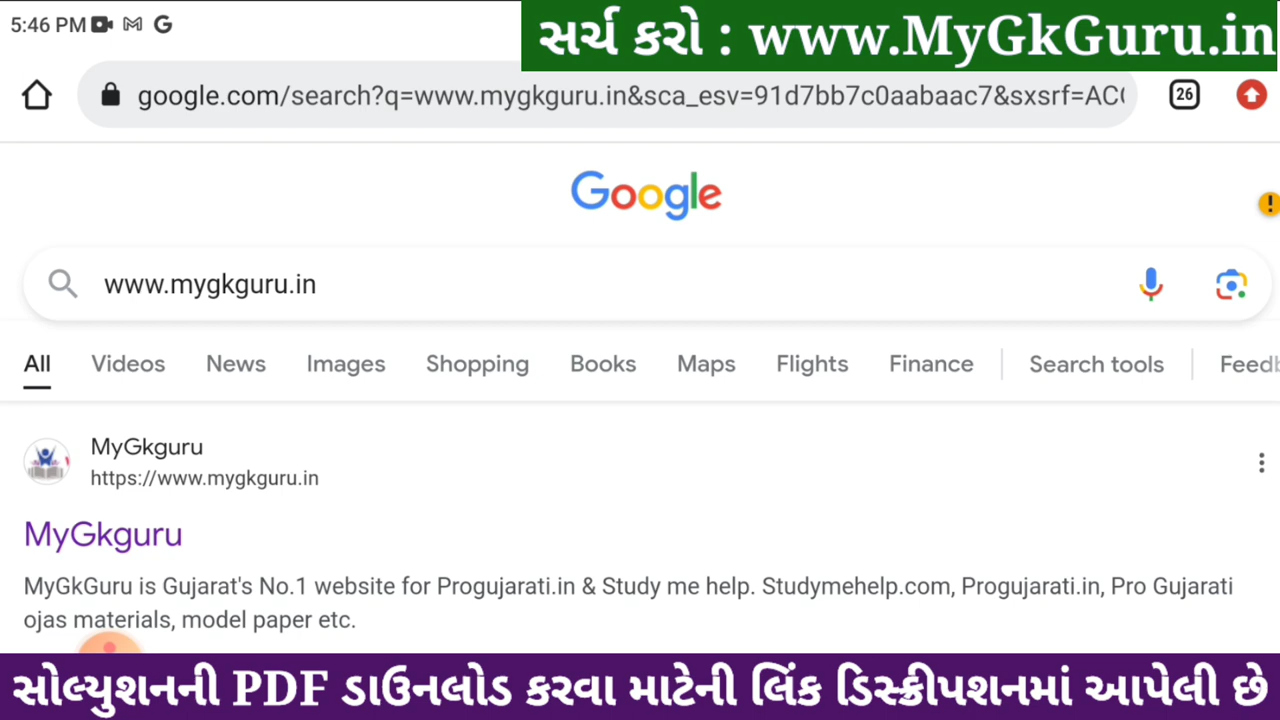 5:46 PM
સર્ચ કરો : www.MyGkGuru.in
google.com/search?q=www.mygkguru.in&sca_esv=91d7bb7c0aabaac7&sxsrf=AC
26
Google
www.mygkguru.in
All Videos News Images Shopping Books Maps Flights Finance Search tools Feedb
MyGkguru
https://www.mygkguru.in
MyGkguru
MyGkGuru is Gujarat's No.1 website for Progujarati.in & Study me help. Studymehelp.com, Progujarati.in, Pro Gujarati
ojas materials, model paper etc.
સોલ્યુશનની PDF ડાઉનલોડ કરવા માટેની લિંક ડિસ્ક્રીપશનમાં આપેલી છે